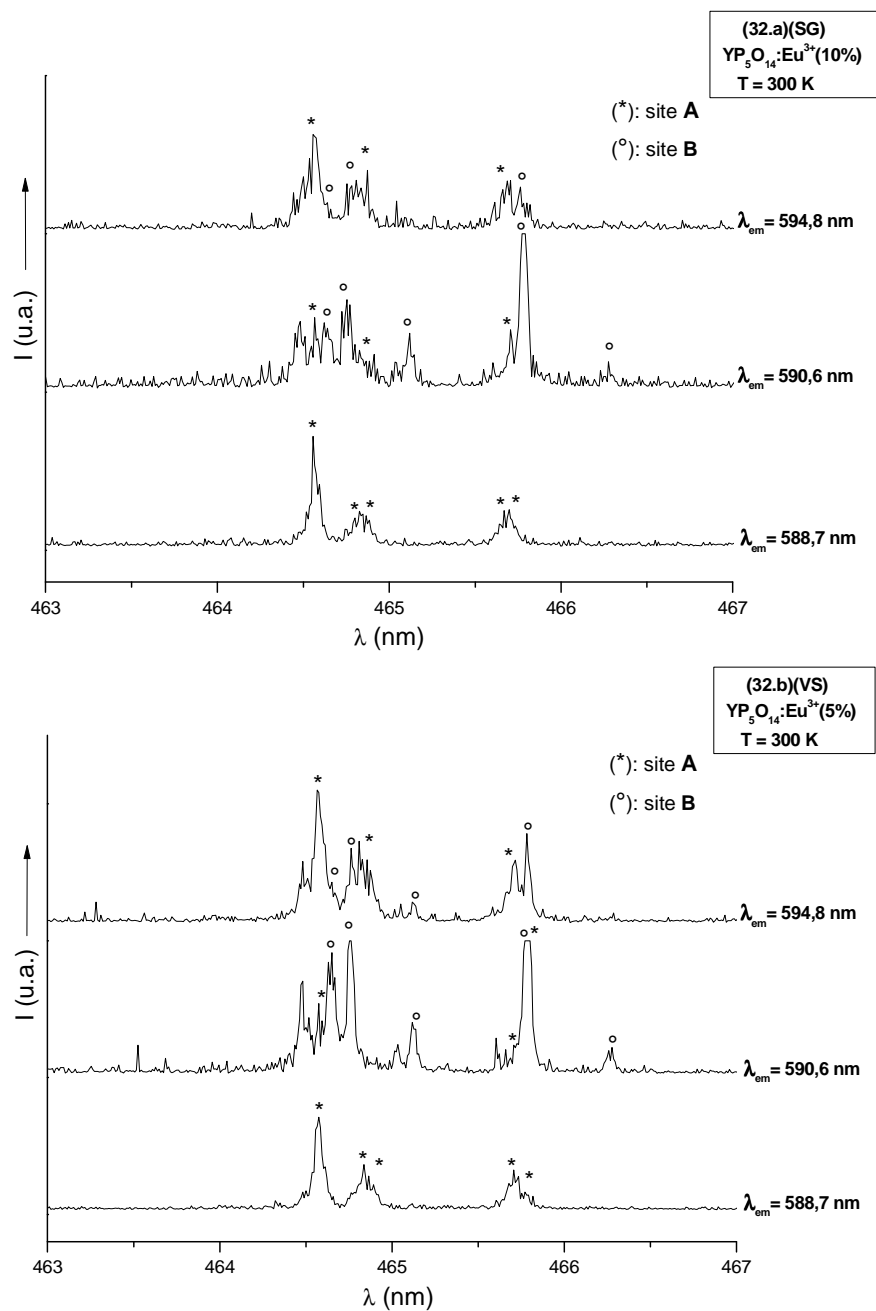 (32.a)(SG)
YP₅O₁₄:Eu³⁺(10%)
T = 300 K
(*): site A
(°): site B
* ° ° * * °
λem= 594,8 nm
* ° ° * ° * ° °
λem= 590,6 nm
* * * * *
λem= 588,7 nm
I (u.a.)
463 464 465 466 467
λ (nm)
(32.b)(VS)
YP₅O₁₄:Eu³⁺(5%)
T = 300 K
(*): site A
(°): site B
* ° ° * ° * °
λem= 594,8 nm
* ° ° ° * ° * °
λem= 590,6 nm
* * * * *
λem= 588,7 nm
I (u.a.)
463 464 465 466 467
λ (nm)